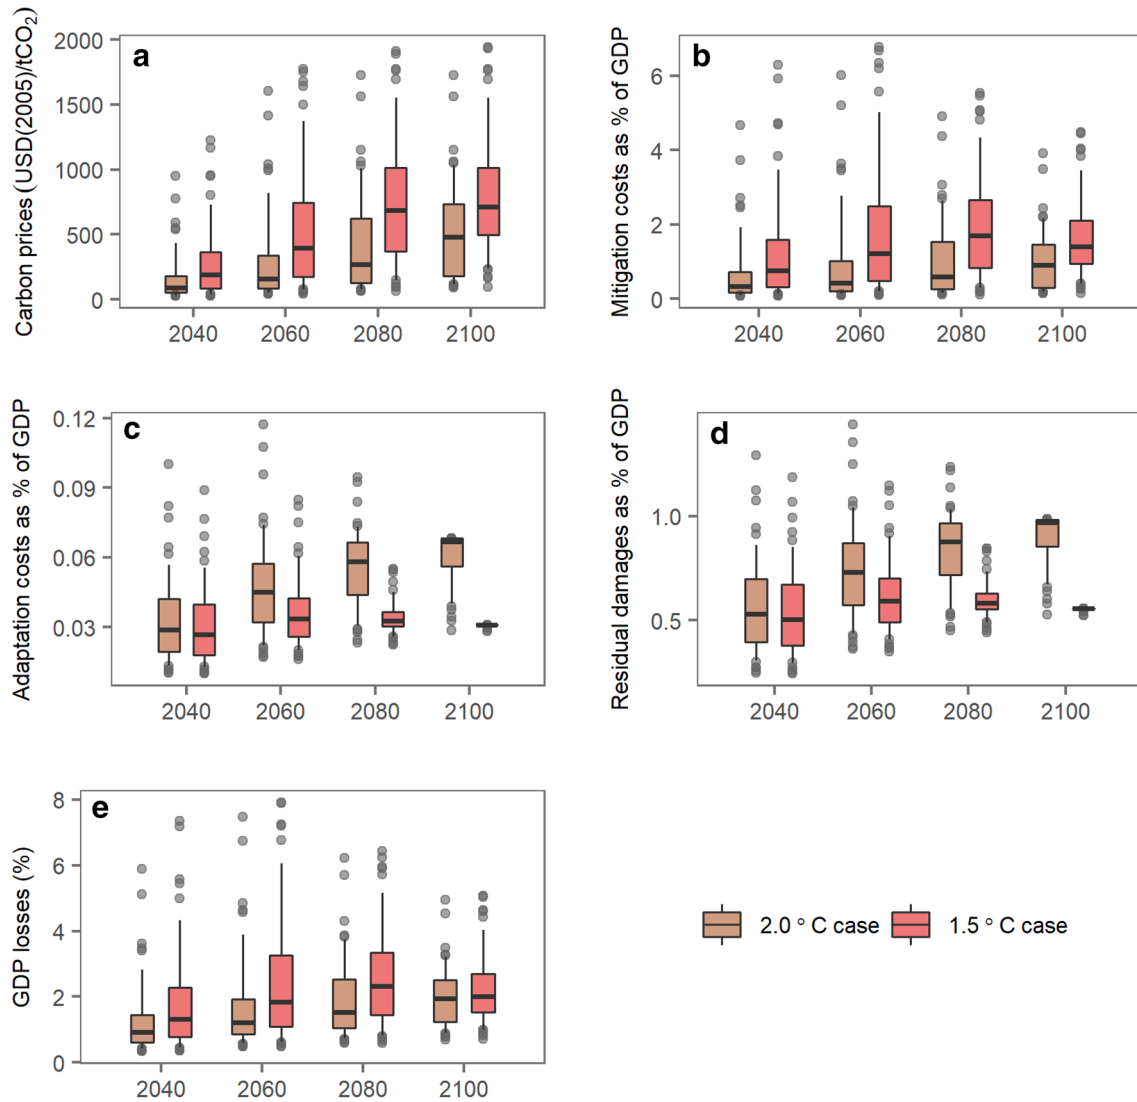 a
Carbon prices (USD(2005)/tCO₂)
2000
1500
1000
500
0
2040 2060 2080 2100
b
Mitigation costs as % of GDP
6
4
2
0
2040 2060 2080 2100
c
Adaptation costs as % of GDP
0.12
0.09
0.06
0.03
2040 2060 2080 2100
d
Residual damages as % of GDP
1.0
0.5
2040 2060 2080 2100
e
GDP losses (%)
8
6
4
2
0
2040 2060 2080 2100
2.0 ° C case 1.5 ° C case